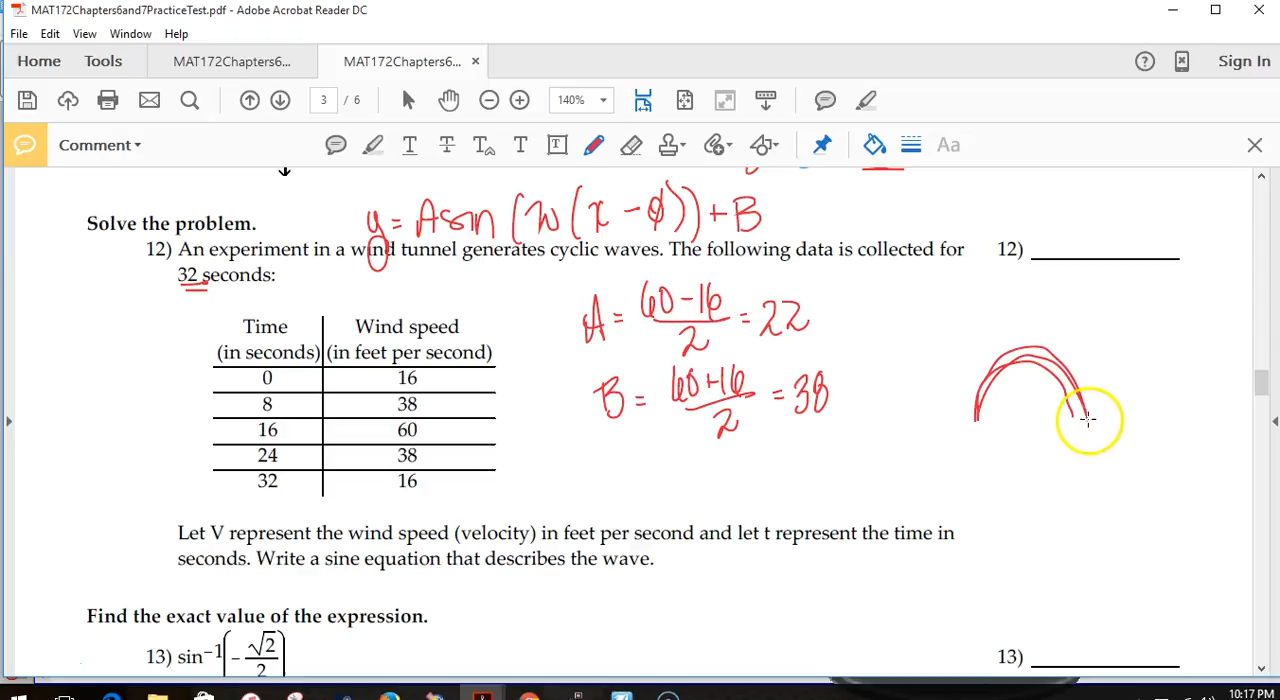 MAT172Chapters6and7PracticeTest.pdf - Adobe Acrobat Reader DC
File Edit View Window Help
Home Tools MAT172Chapters6... MAT172Chapters6... × Sign In
3 / 6 140%
Comment
y = A sin (w(x - φ)) + B
Solve the problem.
12) An experiment in a wind tunnel generates cyclic waves. The following data is collected for 12)
32 seconds:
A = 60 - 16 / 2 = 22
B = 60 + 16 / 2 = 38
Time Wind speed
(in seconds) (in feet per second)
0 16
8 38
16 60
24 38
32 16
Let V represent the wind speed (velocity) in feet per second and let t represent the time in
seconds. Write a sine equation that describes the wave.
Find the exact value of the expression.
13) sin⁻¹(-√2/2) 13)
10:17 PM